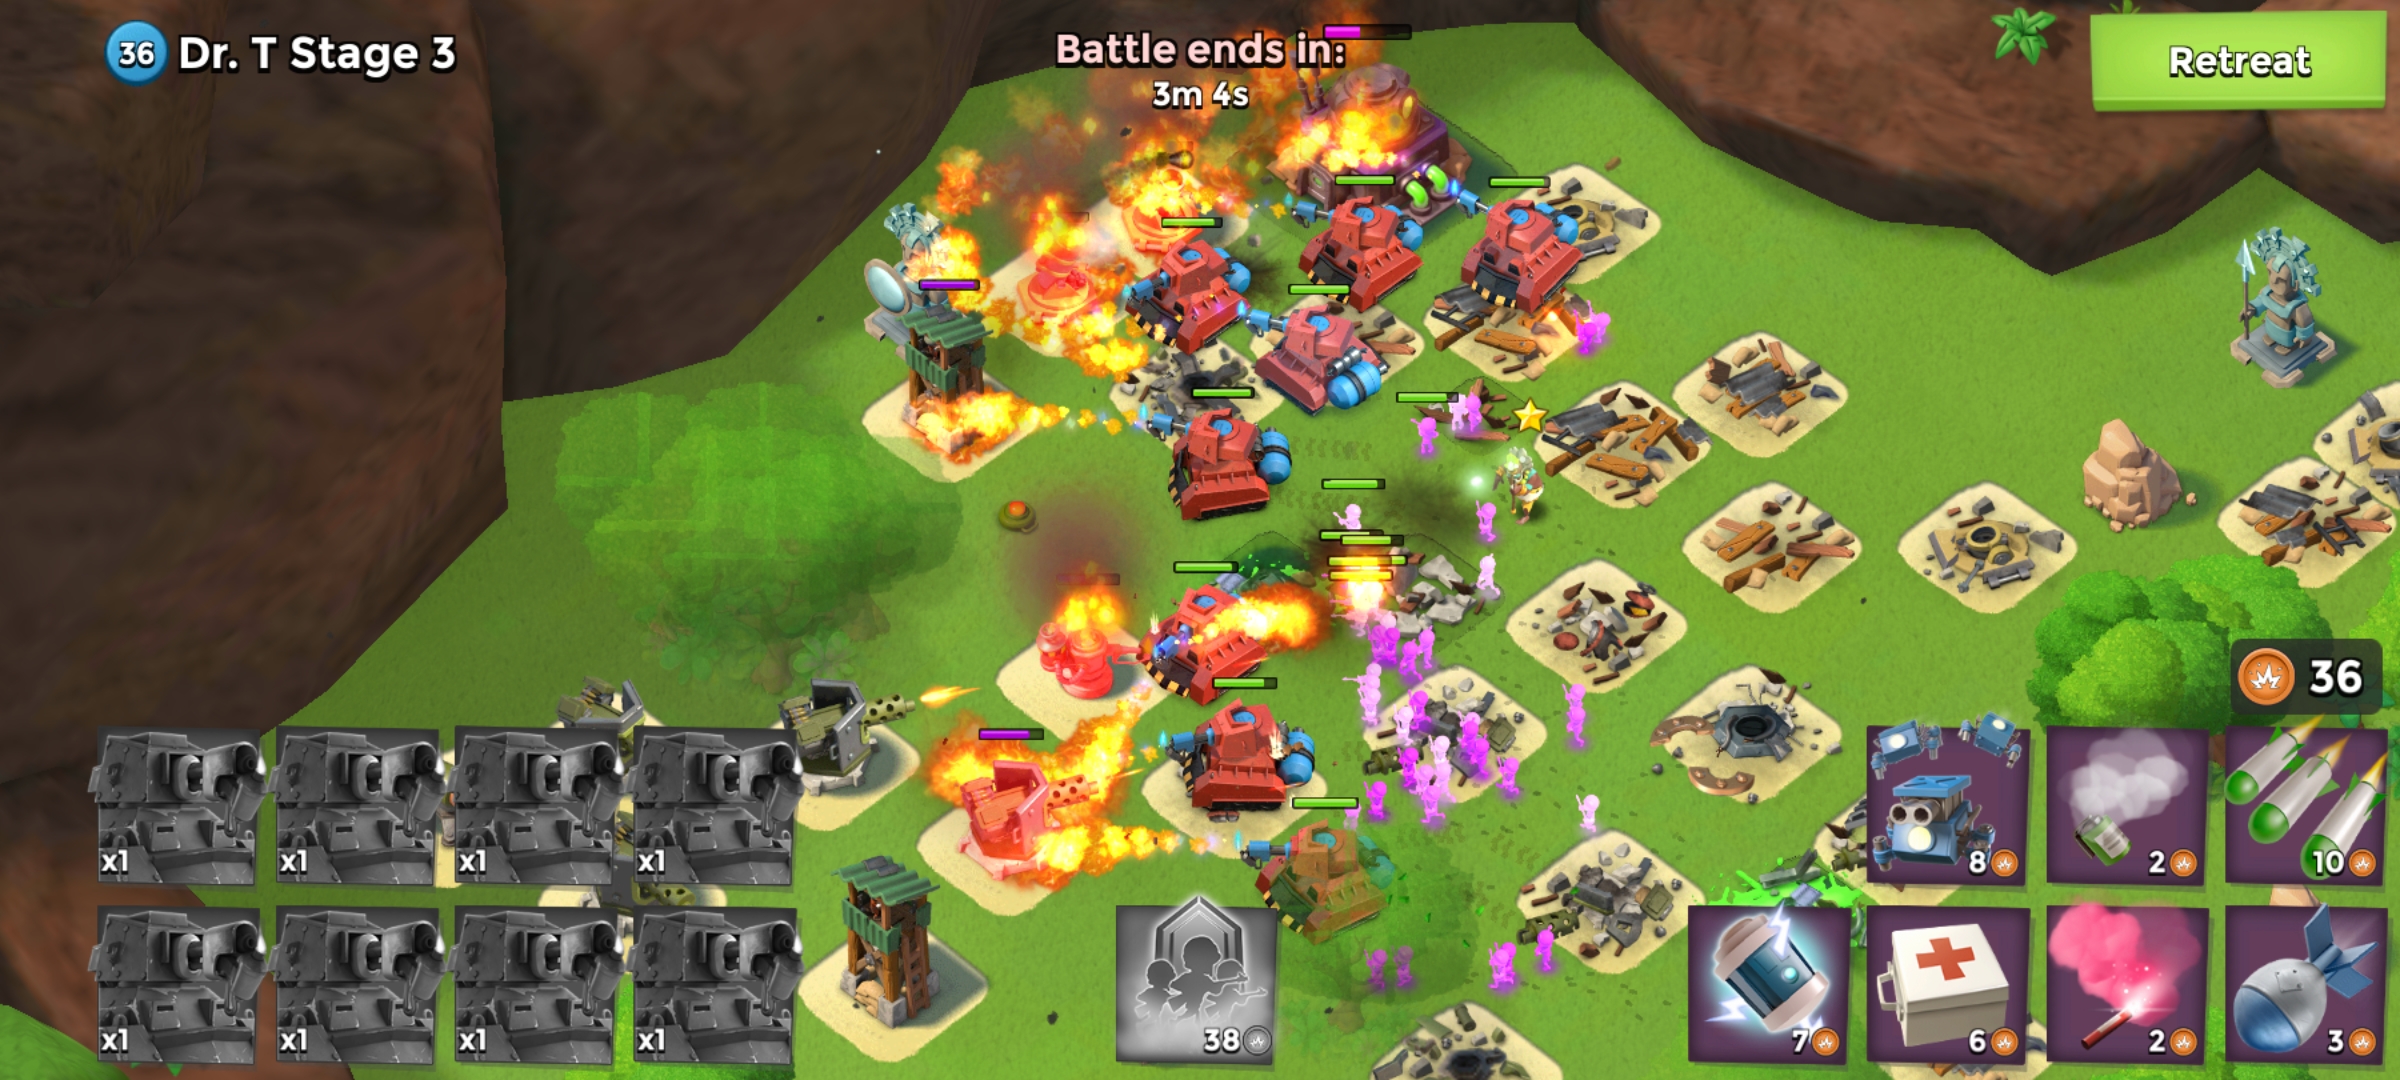 36 Dr. T Stage 3
Battle ends in:
3m 4s
Retreat
36
x1 x1 x1 x1
8 2 10
x1 x1 x1 x1
38
7 6 2 3